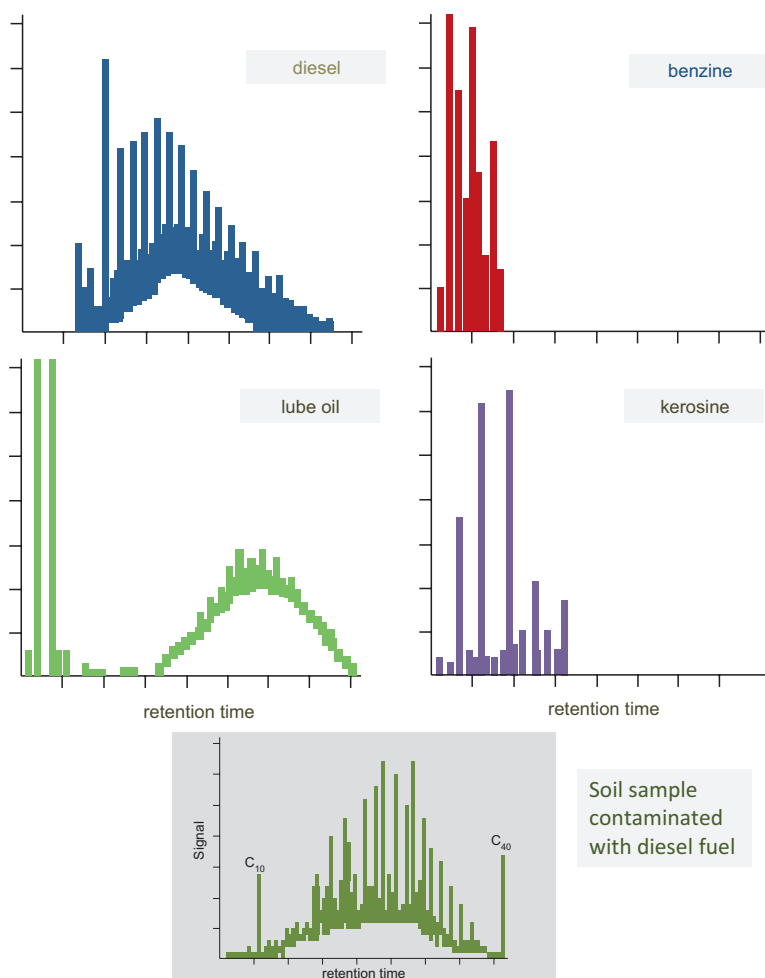 diesel
benzine
lube oil
kerosine
retention time
retention time
Signal
C10
C40
retention time
Soil sample
contaminated
with diesel fuel